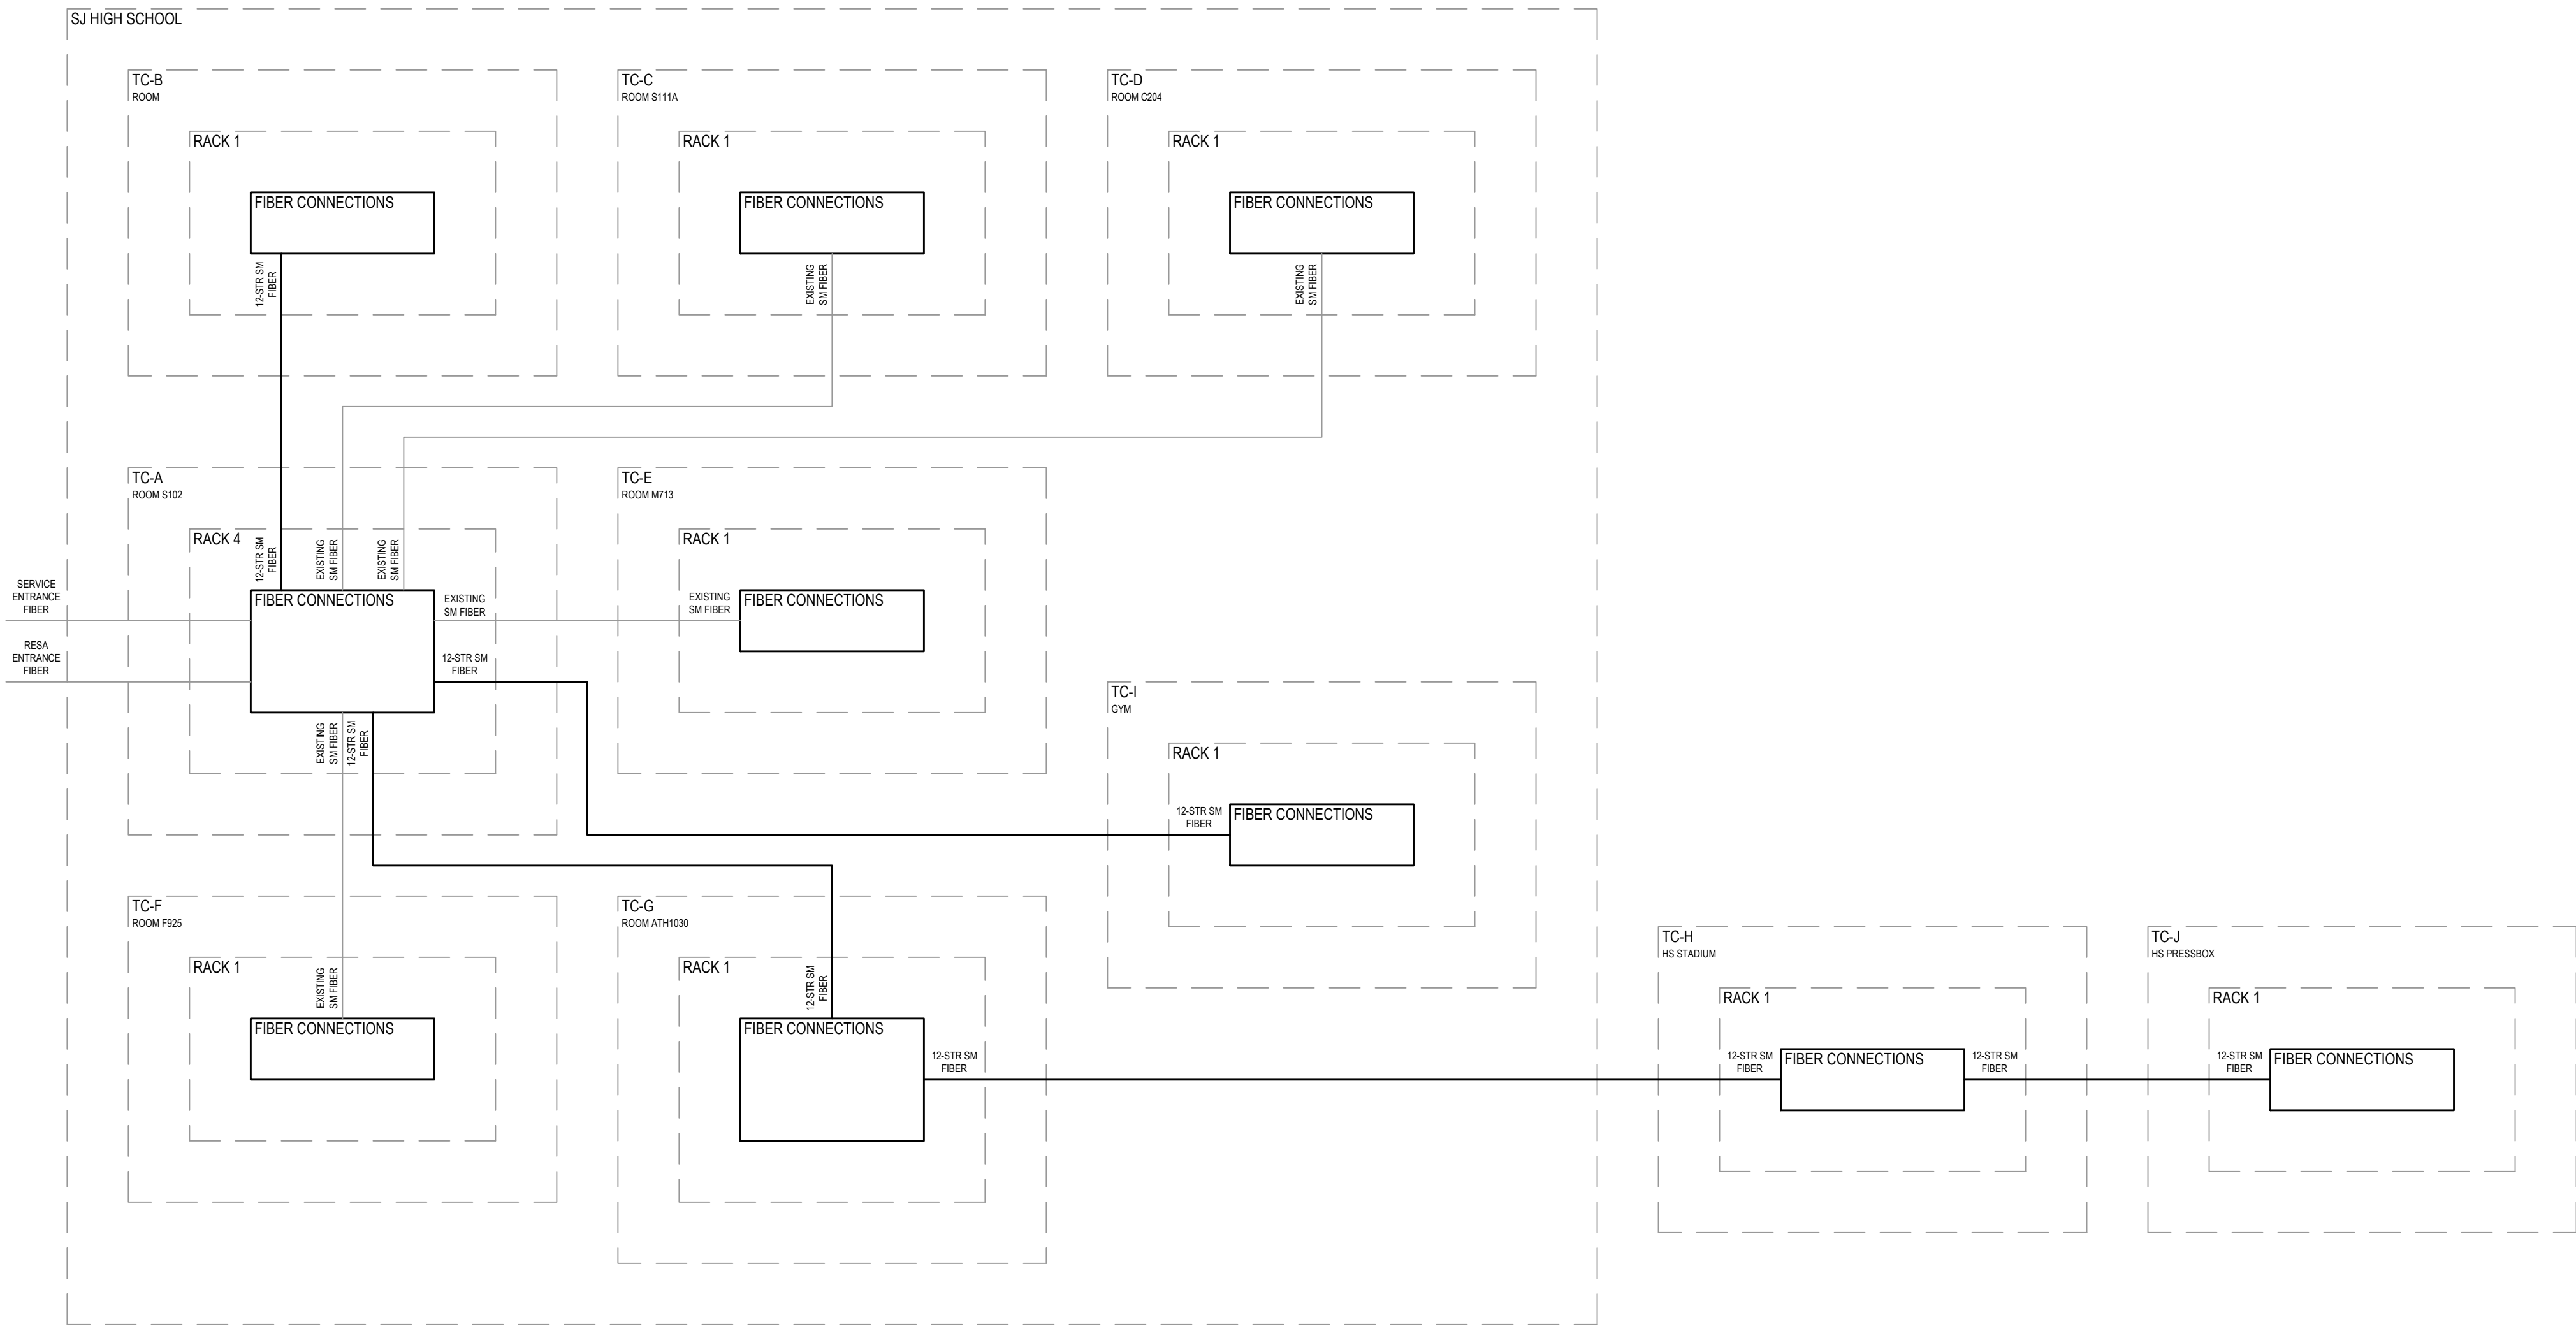 SJ HIGH SCHOOL
TC-B
ROOM
RACK 1
FIBER CONNECTIONS
12-STR SM
FIBER
TC-C
ROOM S111A
RACK 1
FIBER CONNECTIONS
EXISTING
SM FIBER
TC-D
ROOM C204
RACK 1
FIBER CONNECTIONS
EXISTING
SM FIBER
TC-A
ROOM S102
RACK 4
12-STR SM
FIBER
EXISTING
SM FIBER
EXISTING
SM FIBER
SERVICE
ENTRANCE
FIBER
RESA
ENTRANCE
FIBER
FIBER CONNECTIONS
EXISTING
SM FIBER
12-STR SM
FIBER
EXISTING
SM FIBER
12-STR SM
FIBER
TC-E
ROOM M713
RACK 1
EXISTING
SM FIBER
FIBER CONNECTIONS
TC-I
GYM
RACK 1
12-STR SM
FIBER
FIBER CONNECTIONS
TC-F
ROOM F925
RACK 1
EXISTING
SM FIBER
FIBER CONNECTIONS
TC-G
ROOM ATH1030
RACK 1
12-STR SM
FIBER
FIBER CONNECTIONS
12-STR SM
FIBER
TC-H
HS STADIUM
RACK 1
12-STR SM
FIBER
FIBER CONNECTIONS
12-STR SM
FIBER
TC-J
HS PRESSBOX
RACK 1
12-STR SM
FIBER
FIBER CONNECTIONS